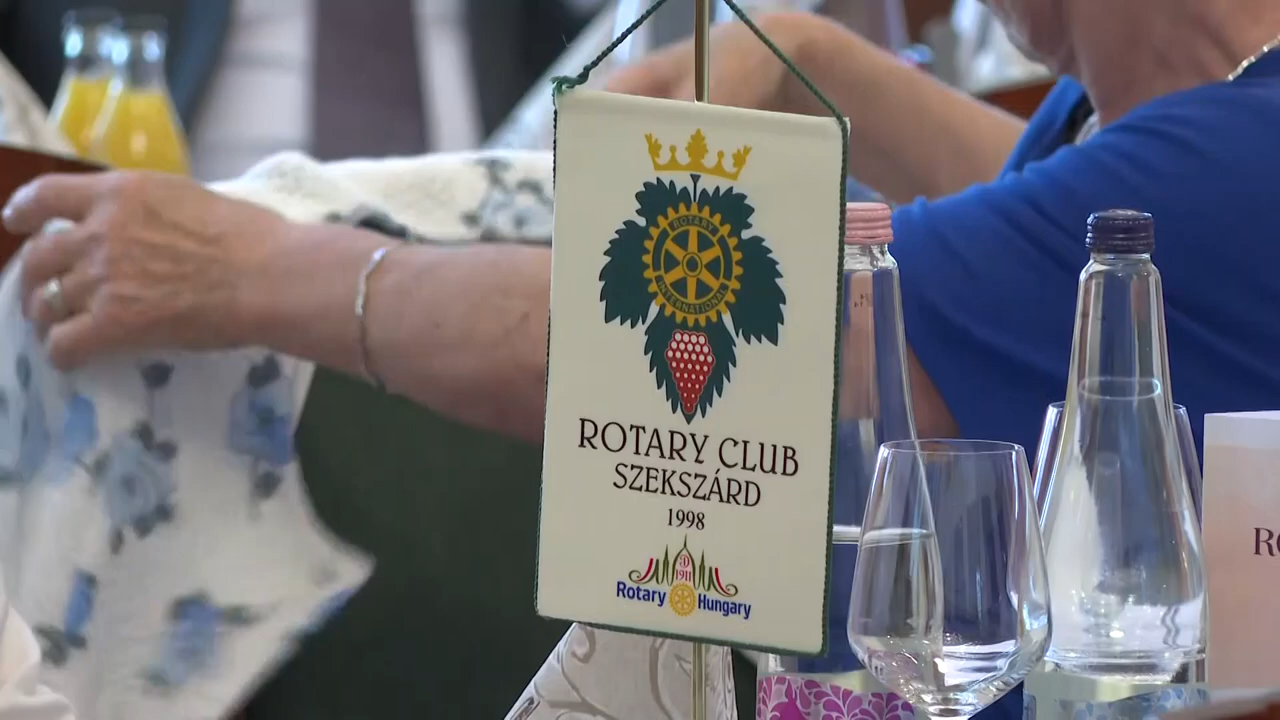 ROTARY
INTERNATIONAL
ROTARY CLUB
SZEKSZÁRD
1998
1911
Rotary Hungary